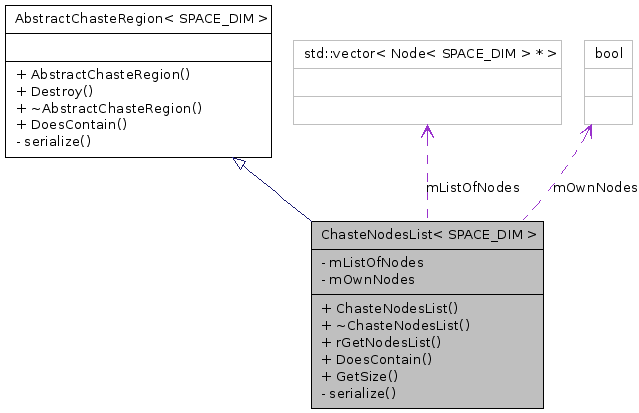 AbstractChasteRegion< SPACE_DIM >
+ AbstractChasteRegion()
+ Destroy()
+ ~AbstractChasteRegion()
+ DoesContain()
- serialize()
std::vector< Node< SPACE_DIM > * >
bool
mListOfNodes
mOwnNodes
ChasteNodesList< SPACE_DIM >
- mListOfNodes
- mOwnNodes
+ ChasteNodesList()
+ ~ChasteNodesList()
+ rGetNodesList()
+ DoesContain()
+ GetSize()
- serialize()